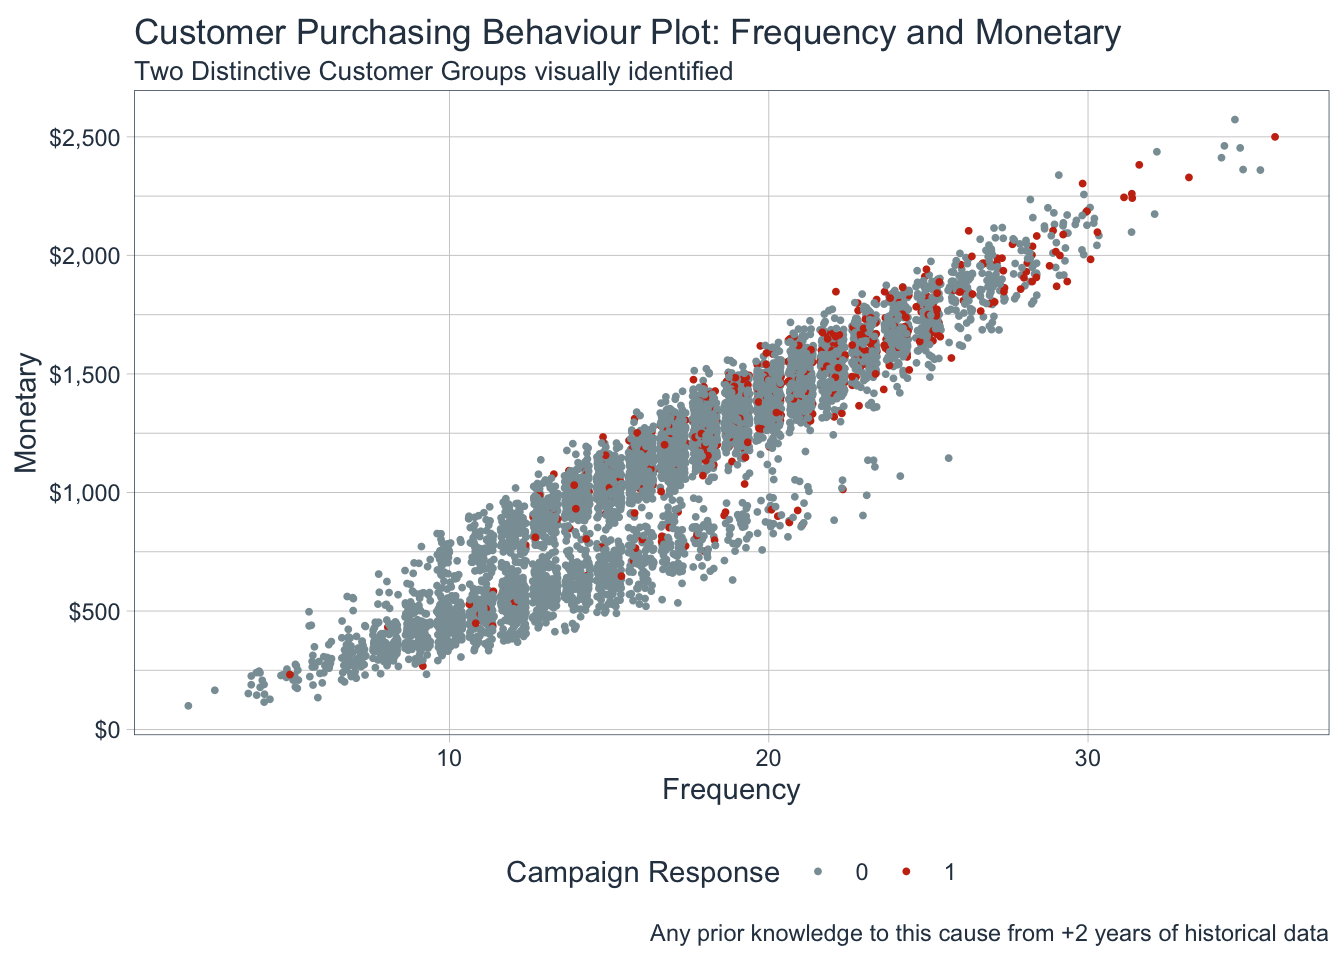 Customer Purchasing Behaviour Plot: Frequency and Monetary
Two Distinctive Customer Groups visually identified
$2,500
$2,000
$1,500
$1,000
$500
$0
Monetary
10 20 30
Frequency
Campaign Response 0 1
Any prior knowledge to this cause from +2 years of historical data